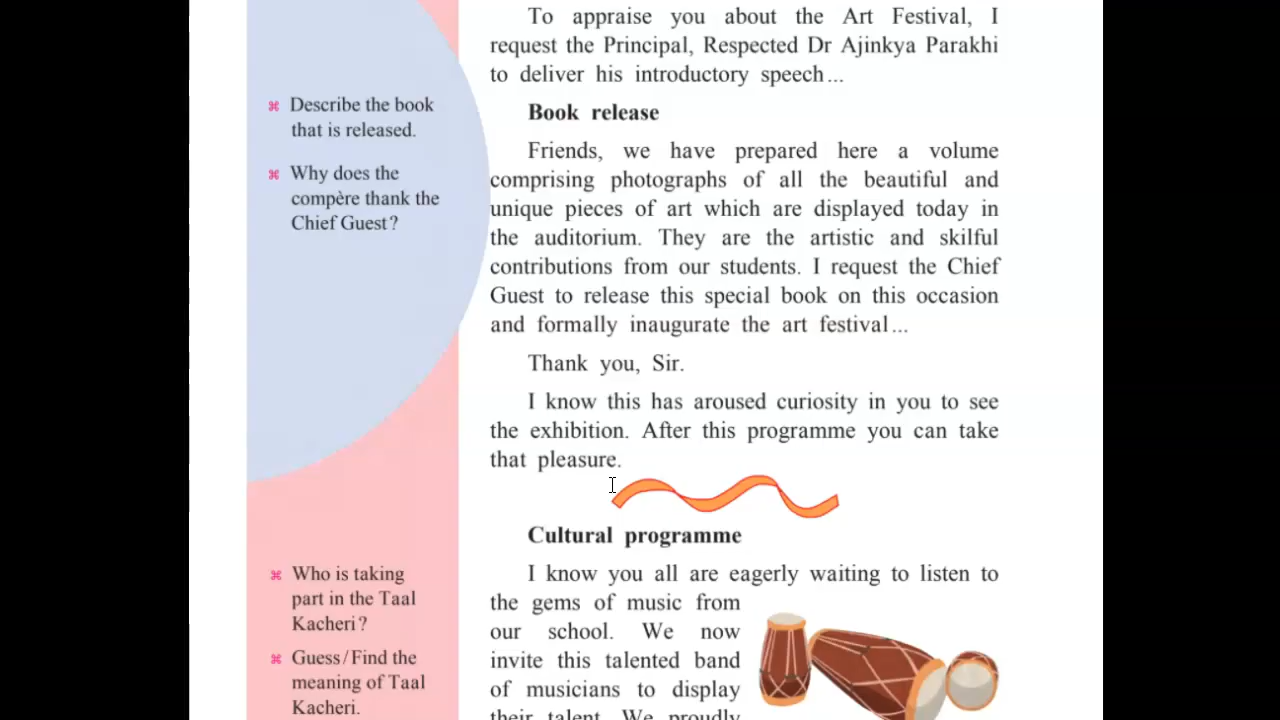 To appraise you about the Art Festival, I
request the Principal, Respected Dr Ajinkya Parakhi
to deliver his introductory speech...
⌘ Describe the book
that is released.
⌘ Why does the
compère thank the
Chief Guest?
Book release
Friends, we have prepared here a volume
comprising photographs of all the beautiful and
unique pieces of art which are displayed today in
the auditorium. They are the artistic and skilful
contributions from our students. I request the Chief
Guest to release this special book on this occasion
and formally inaugurate the art festival...
Thank you, Sir.
I know this has aroused curiosity in you to see
the exhibition. After this programme you can take
that pleasure.
Cultural programme
⌘ Who is taking
part in the Taal
Kacheri?
⌘ Guess/Find the
meaning of Taal
Kacheri.
I know you all are eagerly waiting to listen to
the gems of music from
our school. We now
invite this talented band
of musicians to display
their talent. We proudly